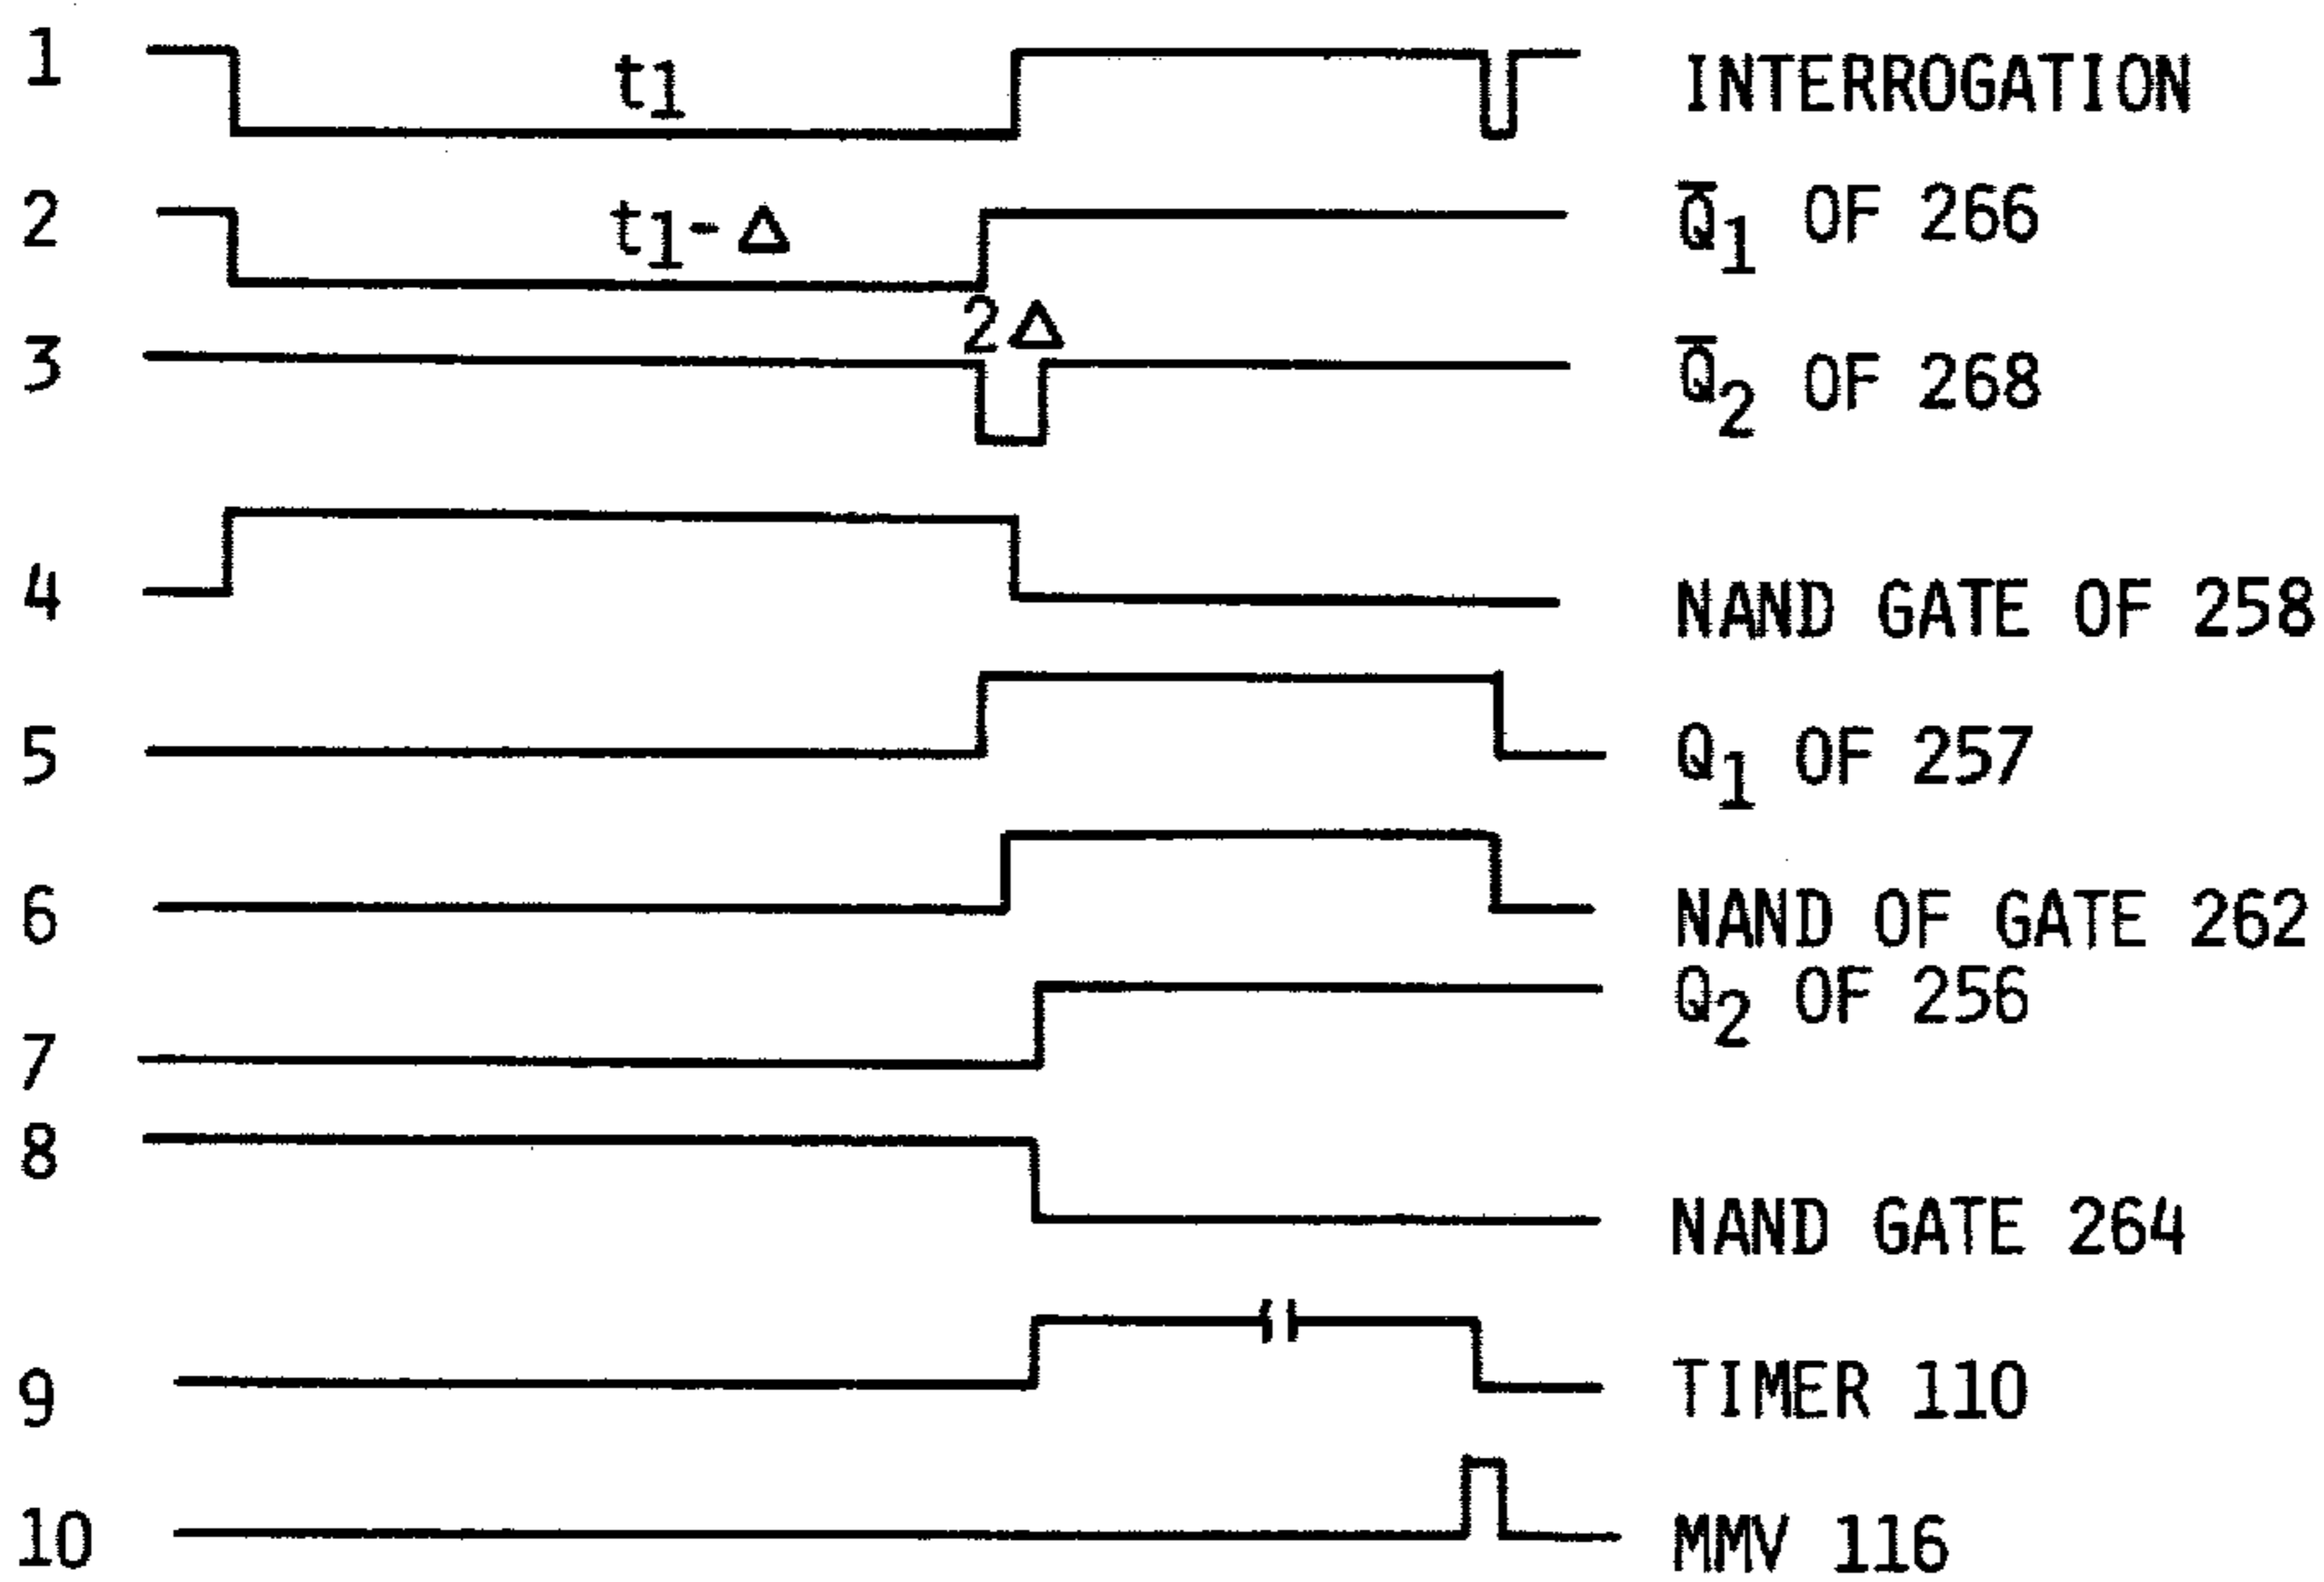 1 t1 INTERROGATION
2 t1-Δ Q̅1 OF 266
2Δ
3 Q̅2 OF 268
4 NAND GATE OF 258
5 Q1 OF 257
6 NAND OF GATE 262
7 Q2 OF 256
8 NAND GATE 264
9 TIMER 110
10 MMV 116